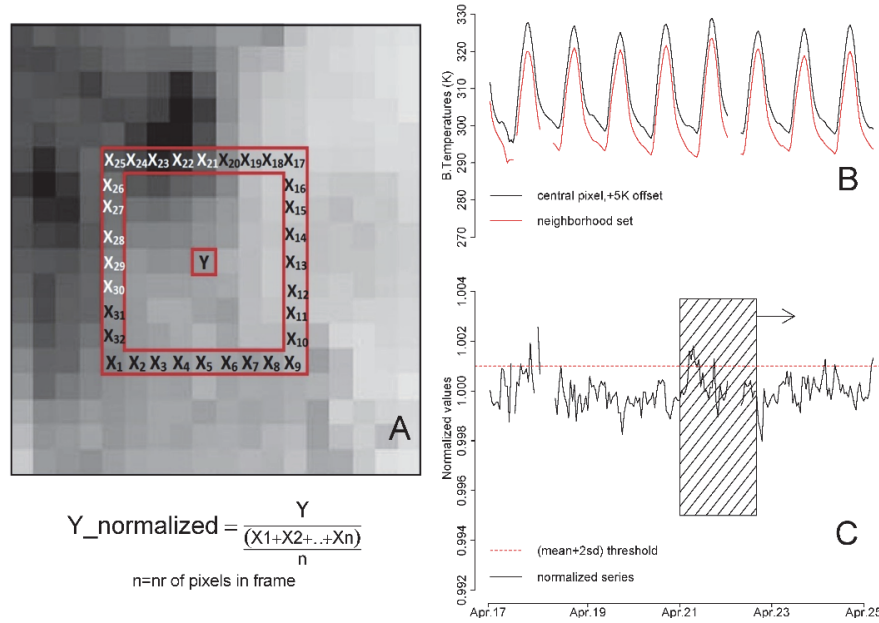 X25 X24 X23 X22 X21 X20 X19 X18 X17
X26 X16
X27 X15
X28 X14
X29 Y X13
X30 X12
X31 X11
X32 X10
X1 X2 X3 X4 X5 X6 X7 X8 X9
A
Y_normalized = Y
(X1+X2+..+Xn)
n
n=nr of pixels in frame
B.Temperatures (K)
330
320
310
300
290
280
270
B
central pixel,+5K offset
neighborhood set
Normalized values
1.004
1.002
1.000
0.998
0.996
0.994
0.992
C
(mean+2sd) threshold
normalized series
Apr.17 Apr.19 Apr.21 Apr.23 Apr.25